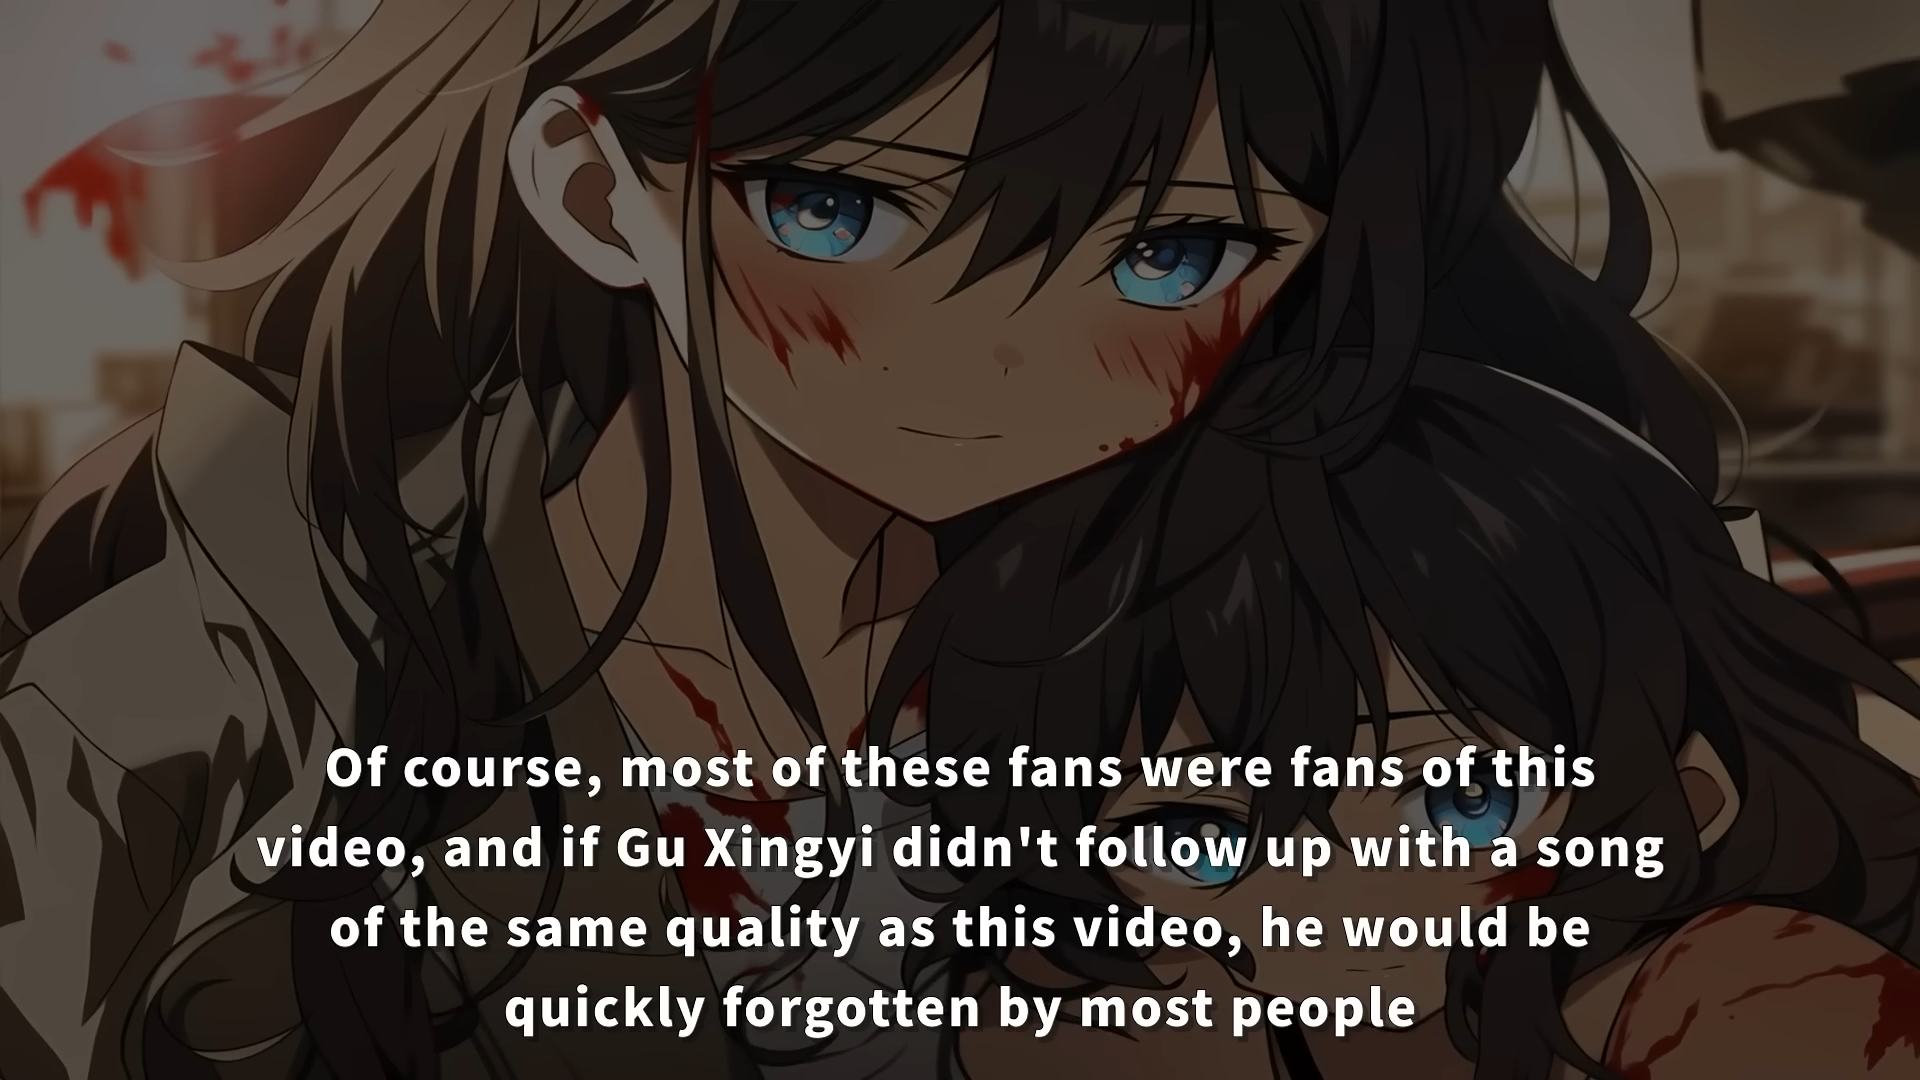 Of course, most of these fans were fans of this
video, and if Gu Xingyi didn't follow up with a song
of the same quality as this video, he would be
quickly forgotten by most people